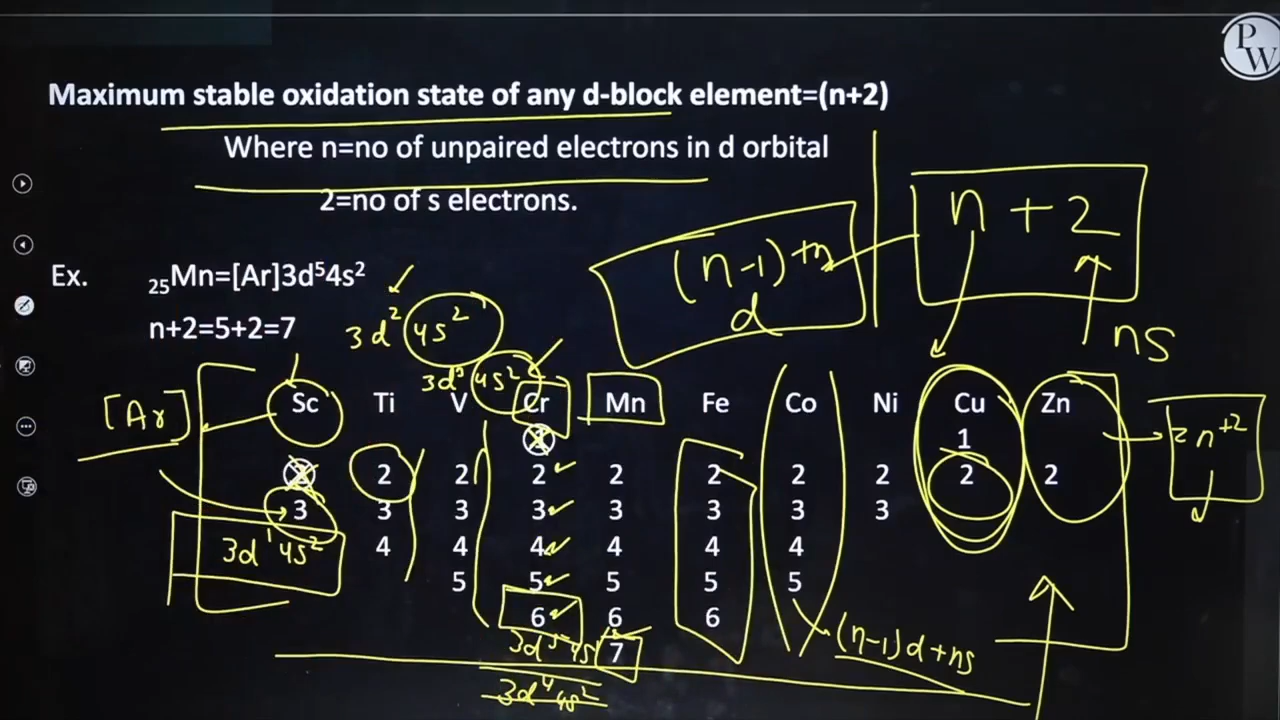 P
W
Maximum stable oxidation state of any d-block element=(n+2)
Where n=no of unpaired electrons in d orbital
2=no of s electrons.
n + 2
(n-1)
d
ns
Ex. ₂₅Mn=[Ar]3d⁵4s²
n+2=5+2=7
3d² 4s²
4s²
[Ar]
Sc Ti V Cr Mn Fe Co Ni Cu Zn
1
2 2 2 2 2 2 2 2 2
3 3 3 3 3 3 3 3
4 4 4 4 4 4
5 5 5 5 5
6 6 6
7
Zn⁺²
3d¹ 4s²
(n-1)d+ns
3d⁴ 4s²